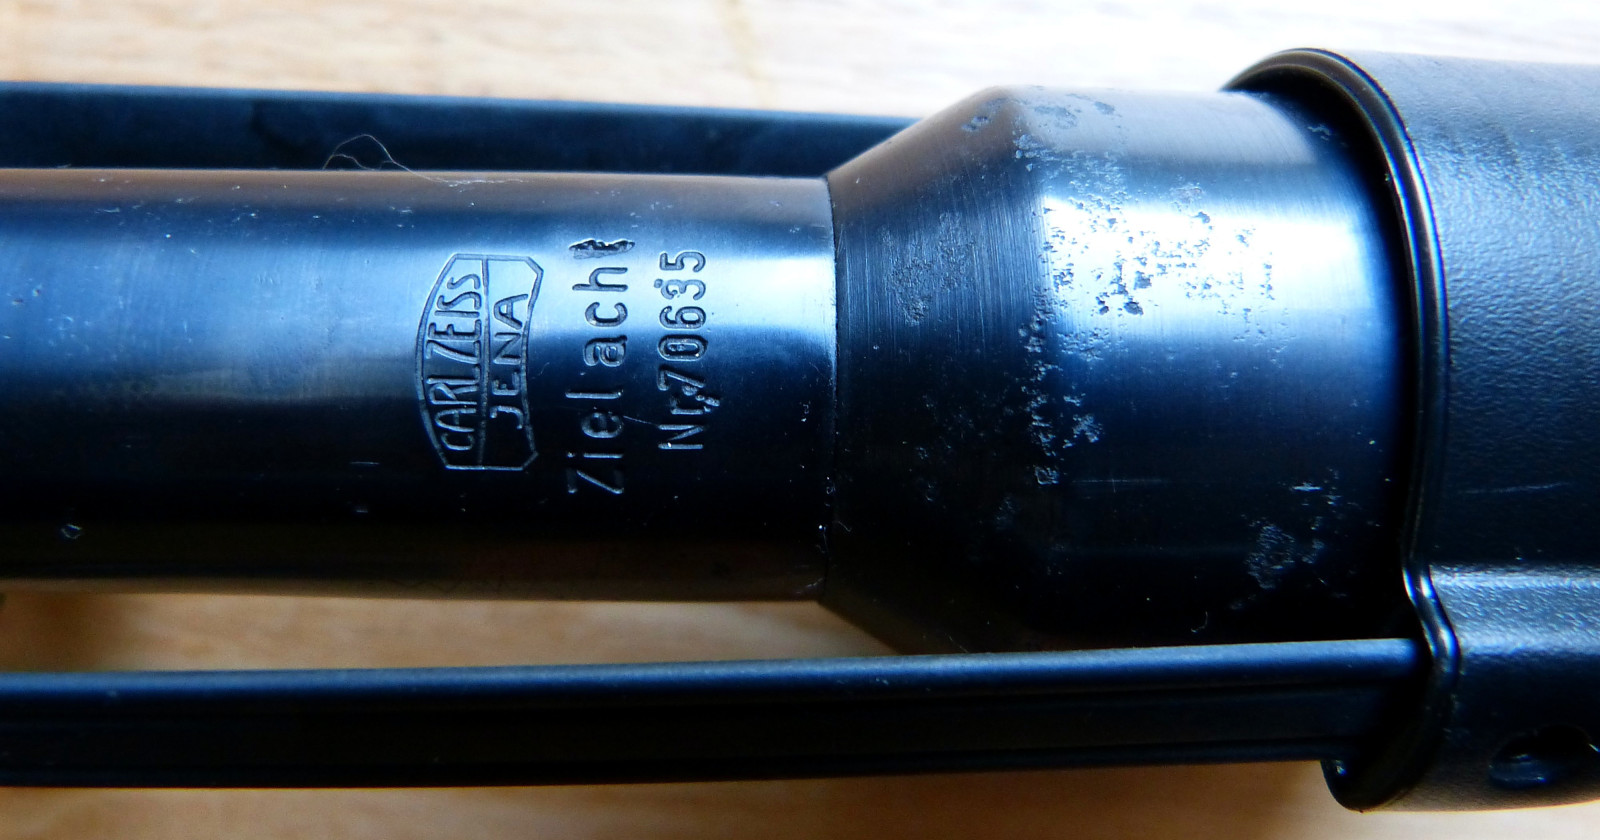 CARL ZEISS
JENA
Zielacht
Nr. 70635